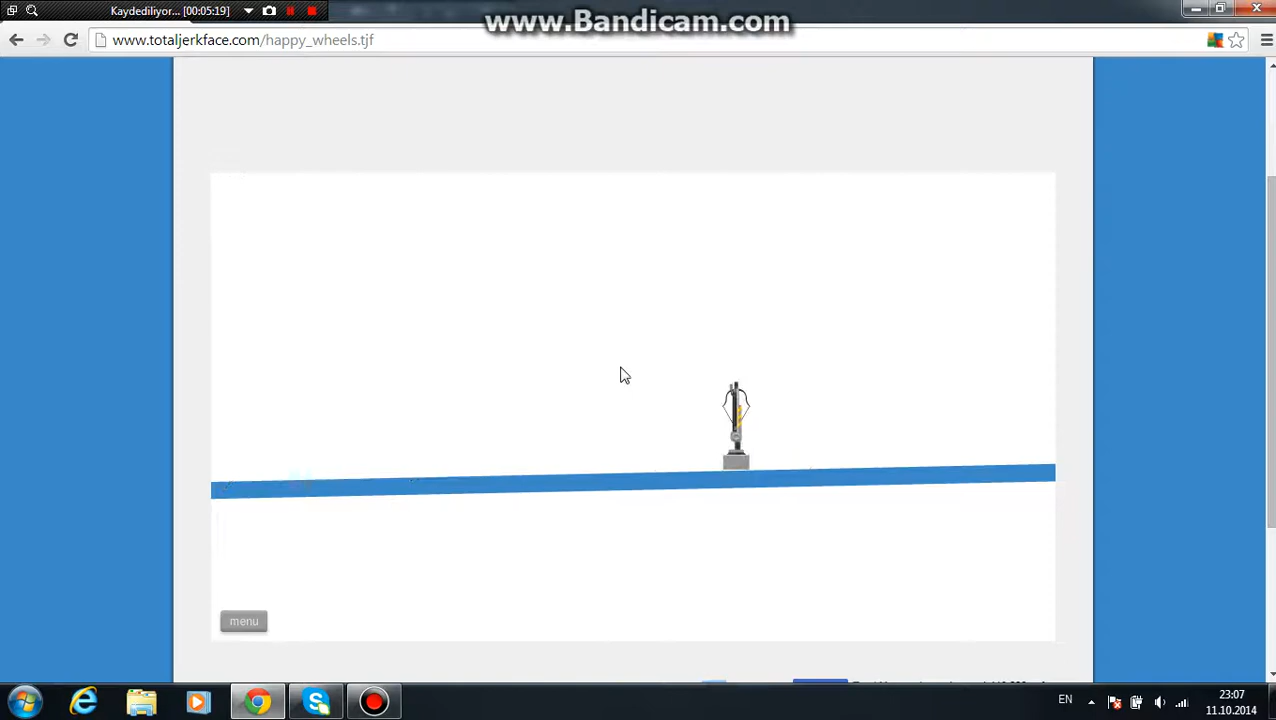 Kaydediliyor... [00:05:19]
www.Bandicam.com
www.totaljerkface.com/happy_wheels.tjf
menu
EN
23:07
11.10.2014